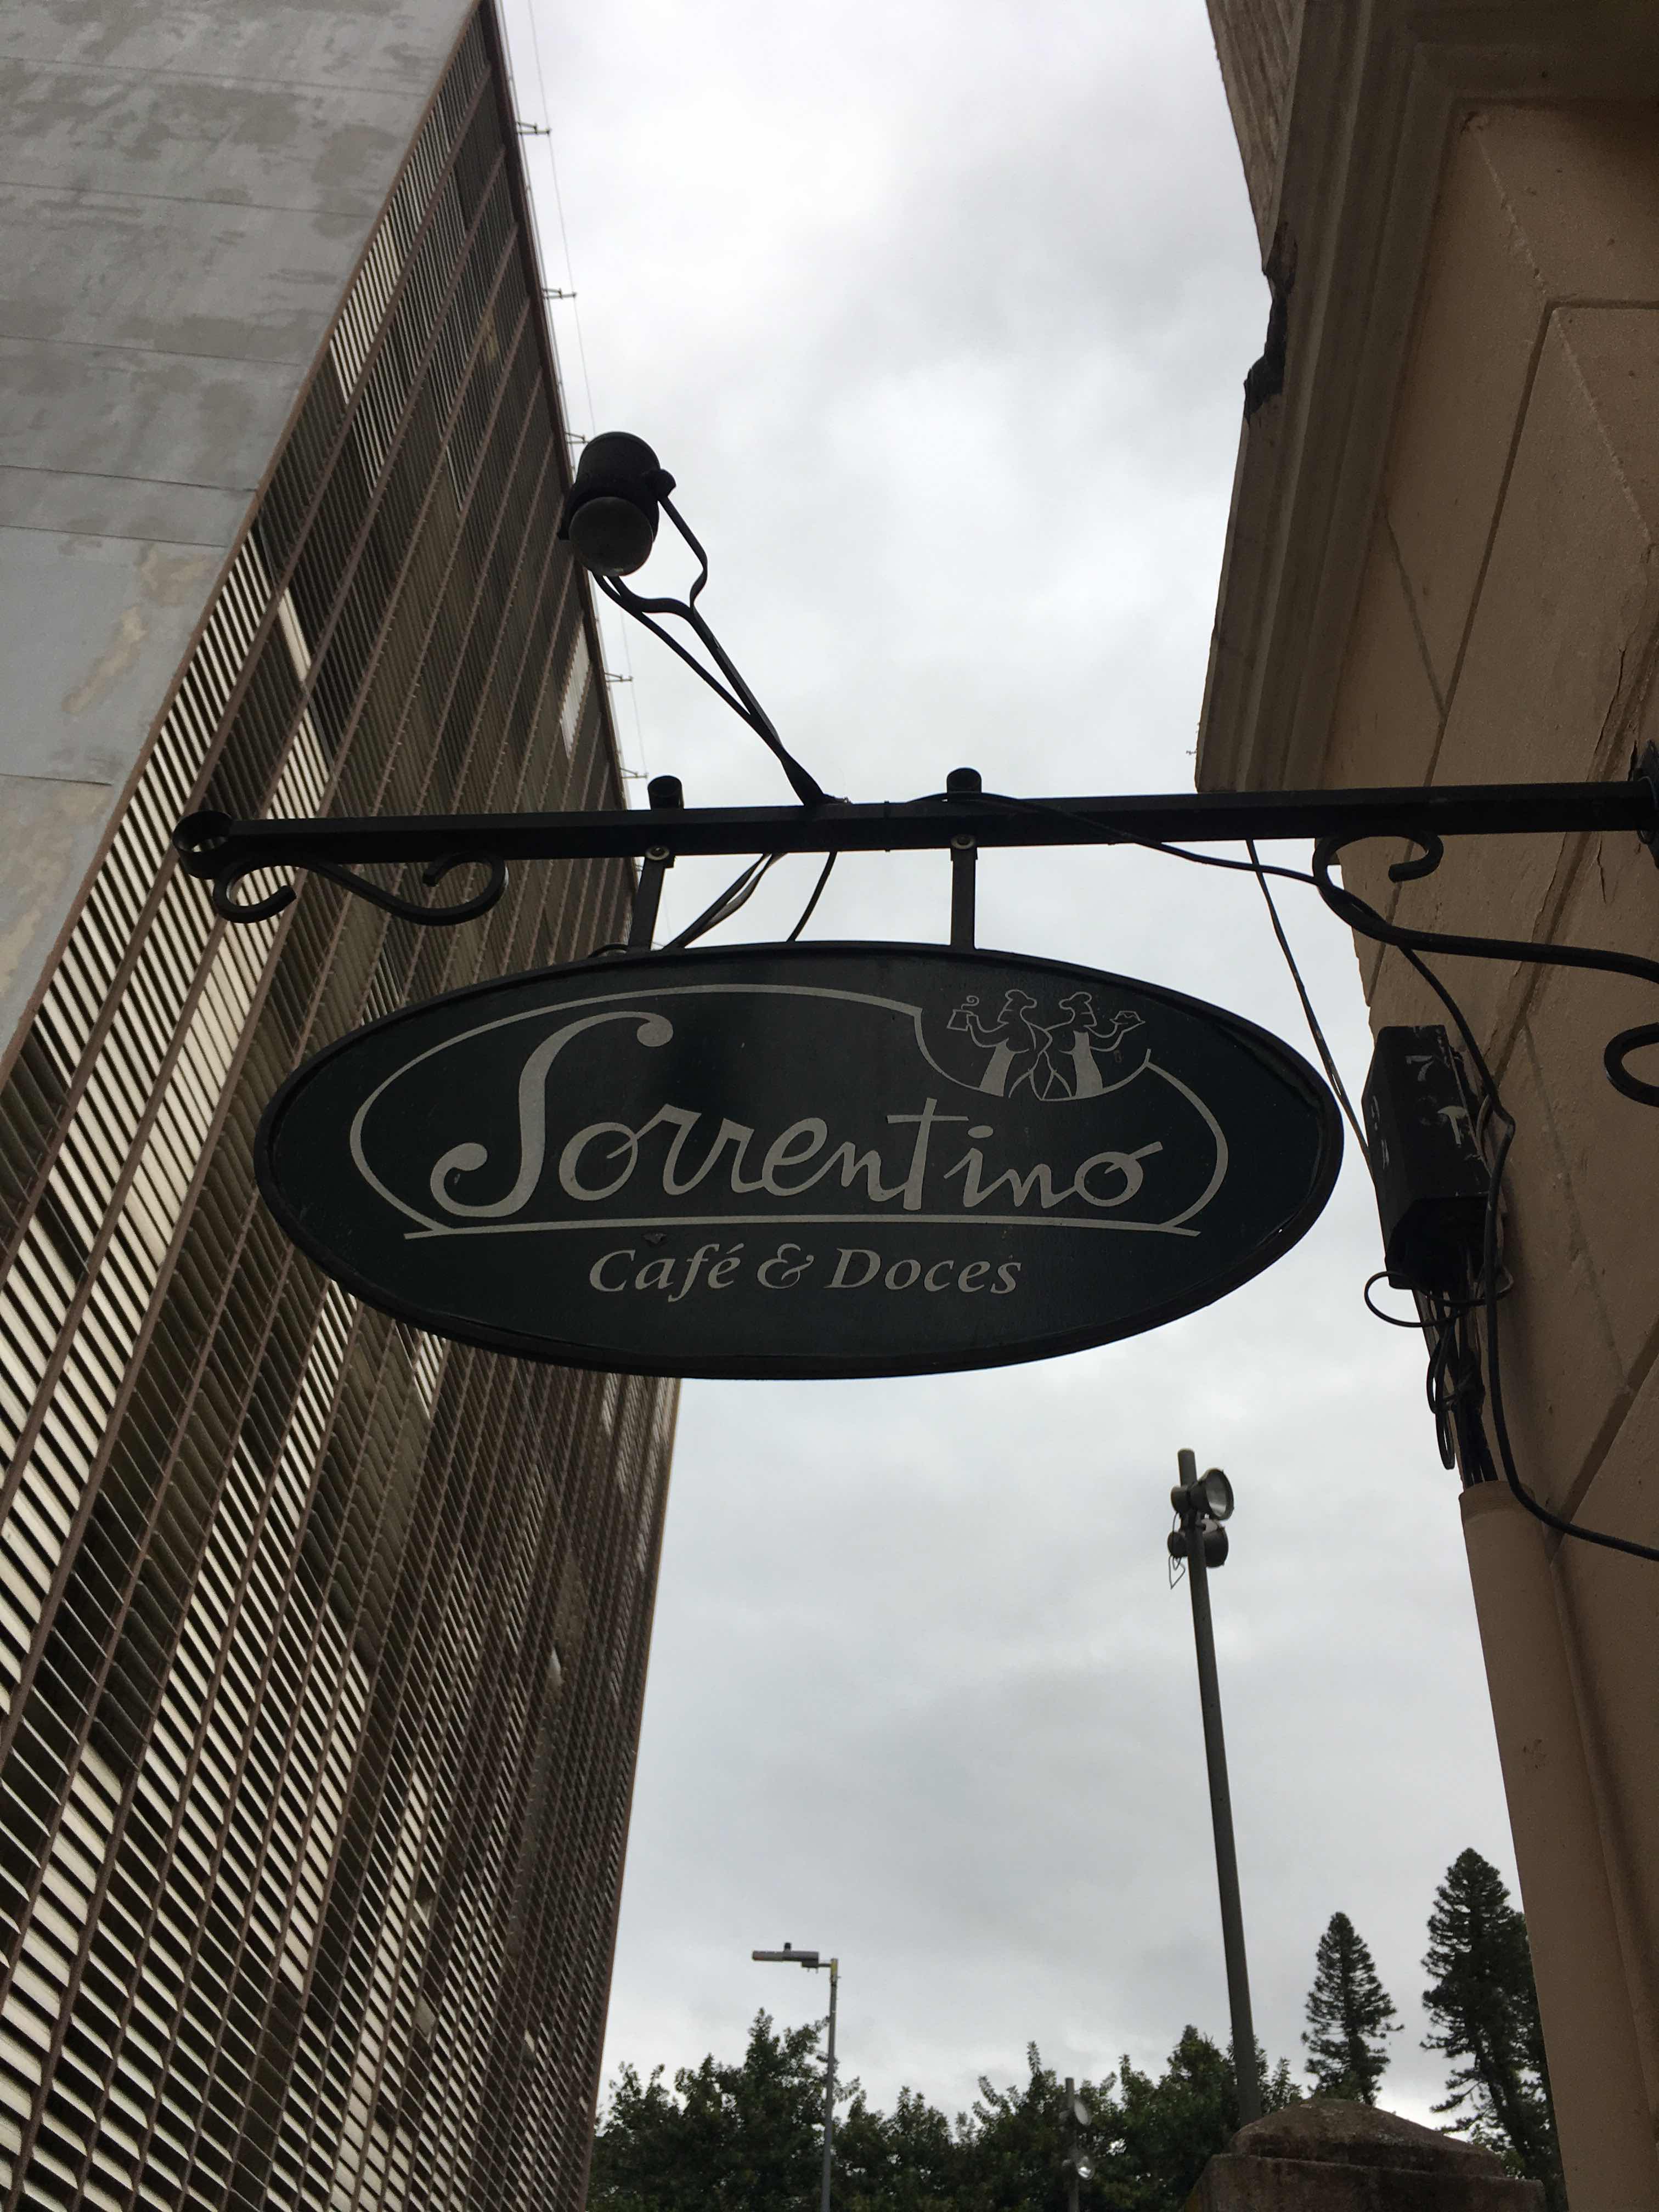 Sorrentino
Café & Doces